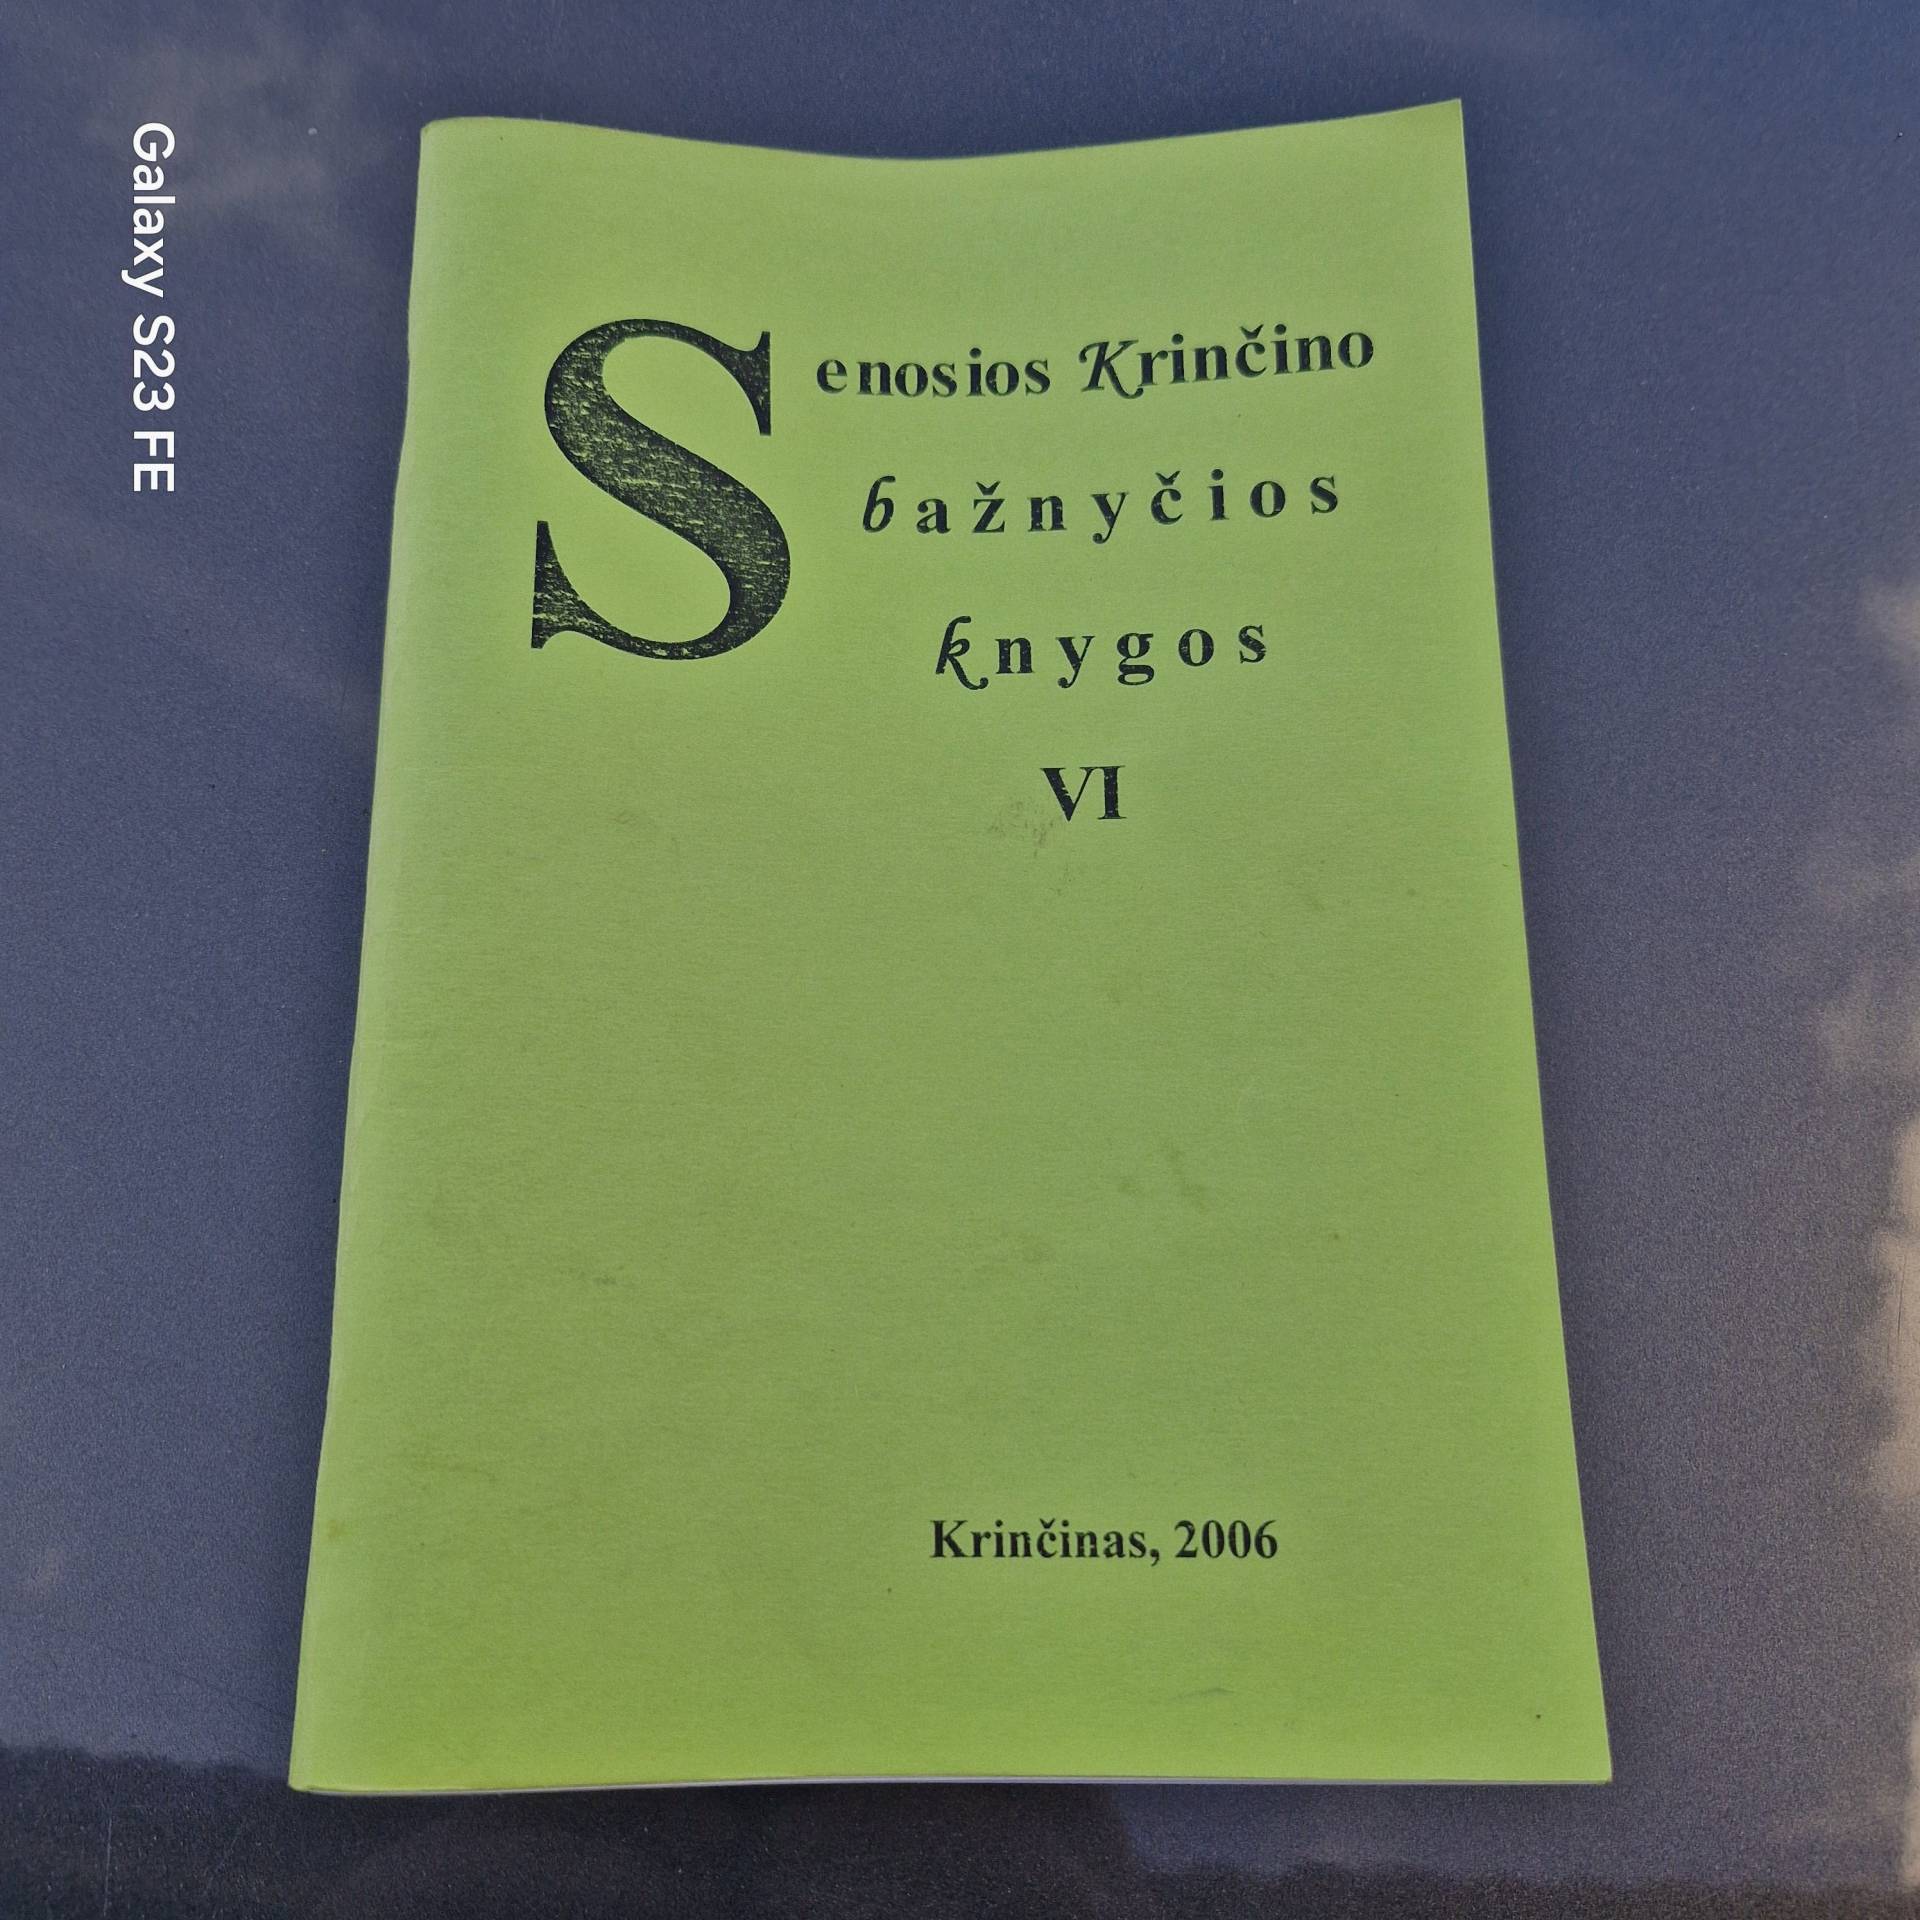 Senosios Krinčino
bažnyčios
knygos
VI
Krinčinas, 2006
Galaxy S23 FE